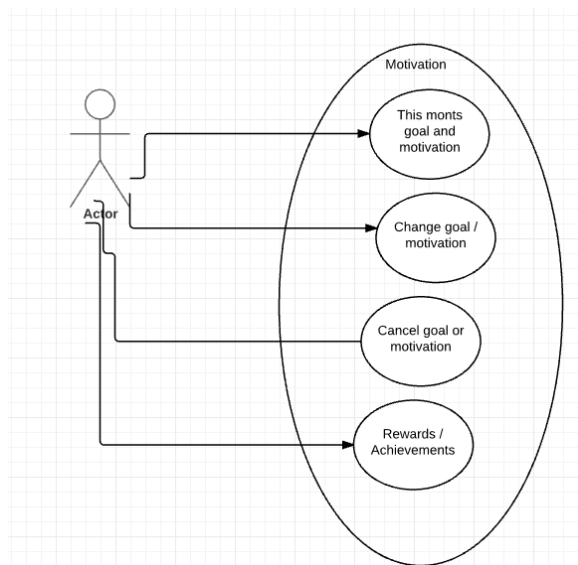 Motivation
This monts
goal and
motivation
Actor
Change goal /
motivation
Cancel goal or
motivation
Rewards /
Achievements